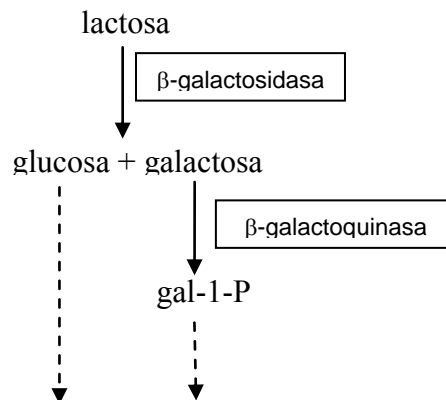 lactosa
β-galactosidasa
glucosa + galactosa
β-galactoquinasa
gal-1-P